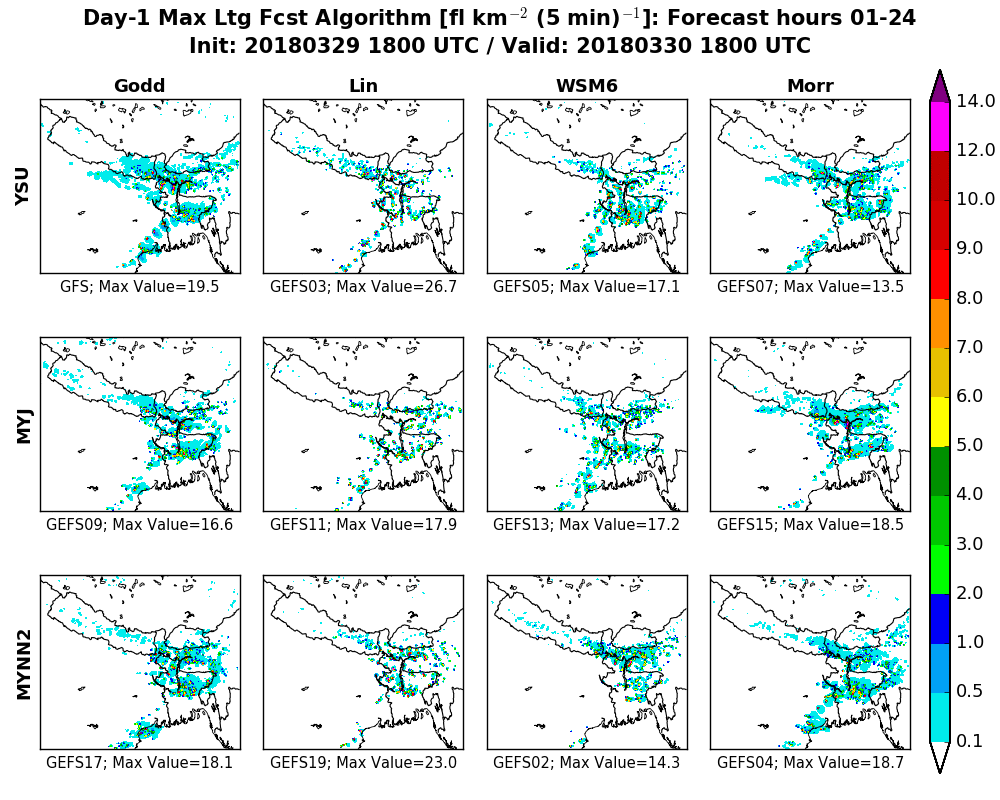 Day-1 Max Ltg Fcst Algorithm [fl km⁻² (5 min)⁻¹]: Forecast hours 01-24
Init: 20180329 1800 UTC / Valid: 20180330 1800 UTC
Godd Lin WSM6 Morr
YSU
GFS; Max Value=19.5 GEFS03; Max Value=26.7 GEFS05; Max Value=17.1 GEFS07; Max Value=13.5
MYJ
GEFS09; Max Value=16.6 GEFS11; Max Value=17.9 GEFS13; Max Value=17.2 GEFS15; Max Value=18.5
MYNN2
GEFS17; Max Value=18.1 GEFS19; Max Value=23.0 GEFS02; Max Value=14.3 GEFS04; Max Value=18.7
14.0
12.0
10.0
9.0
8.0
7.0
6.0
5.0
4.0
3.0
2.0
1.0
0.5
0.1